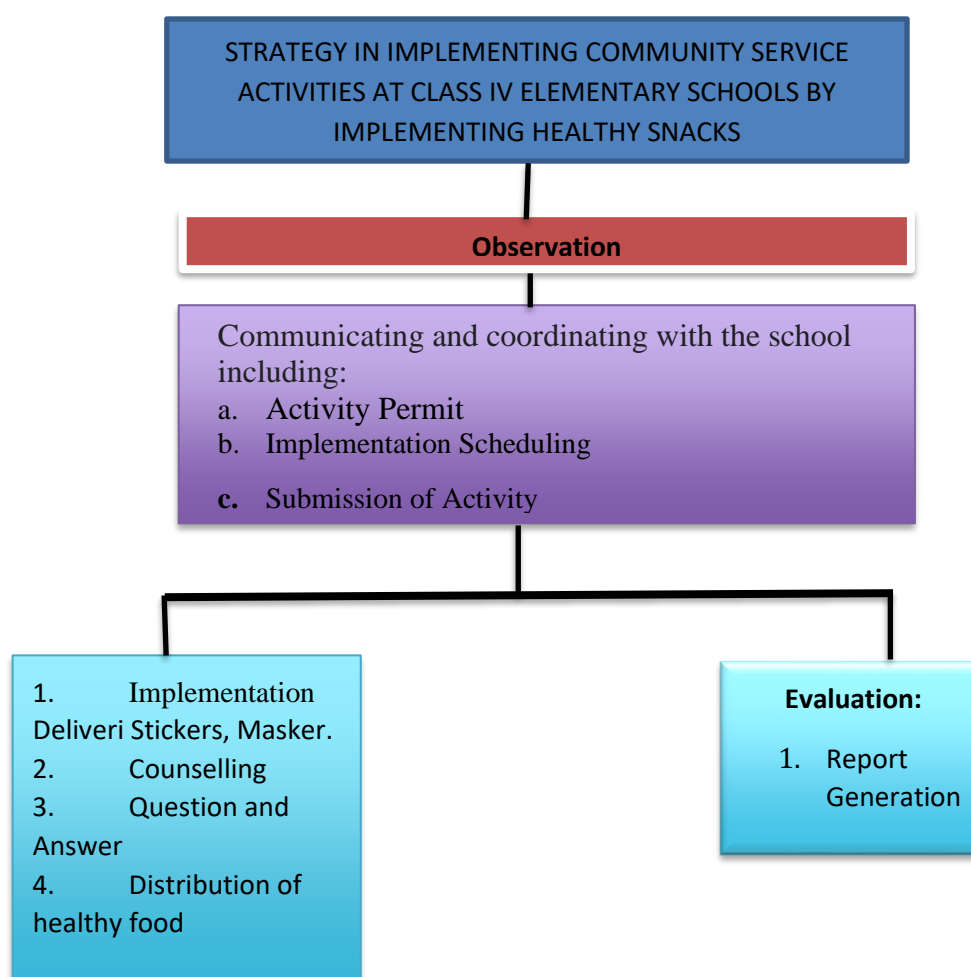 STRATEGY IN IMPLEMENTING COMMUNITY SERVICE
ACTIVITIES AT CLASS IV ELEMENTARY SCHOOLS BY
IMPLEMENTING HEALTHY SNACKS
Observation
Communicating and coordinating with the school
including:
a. Activity Permit
b. Implementation Scheduling
c. Submission of Activity
1. Implementation
Deliveri Stickers, Masker.
2. Counselling
3. Question and
Answer
4. Distribution of
healthy food
Evaluation:
1. Report
Generation